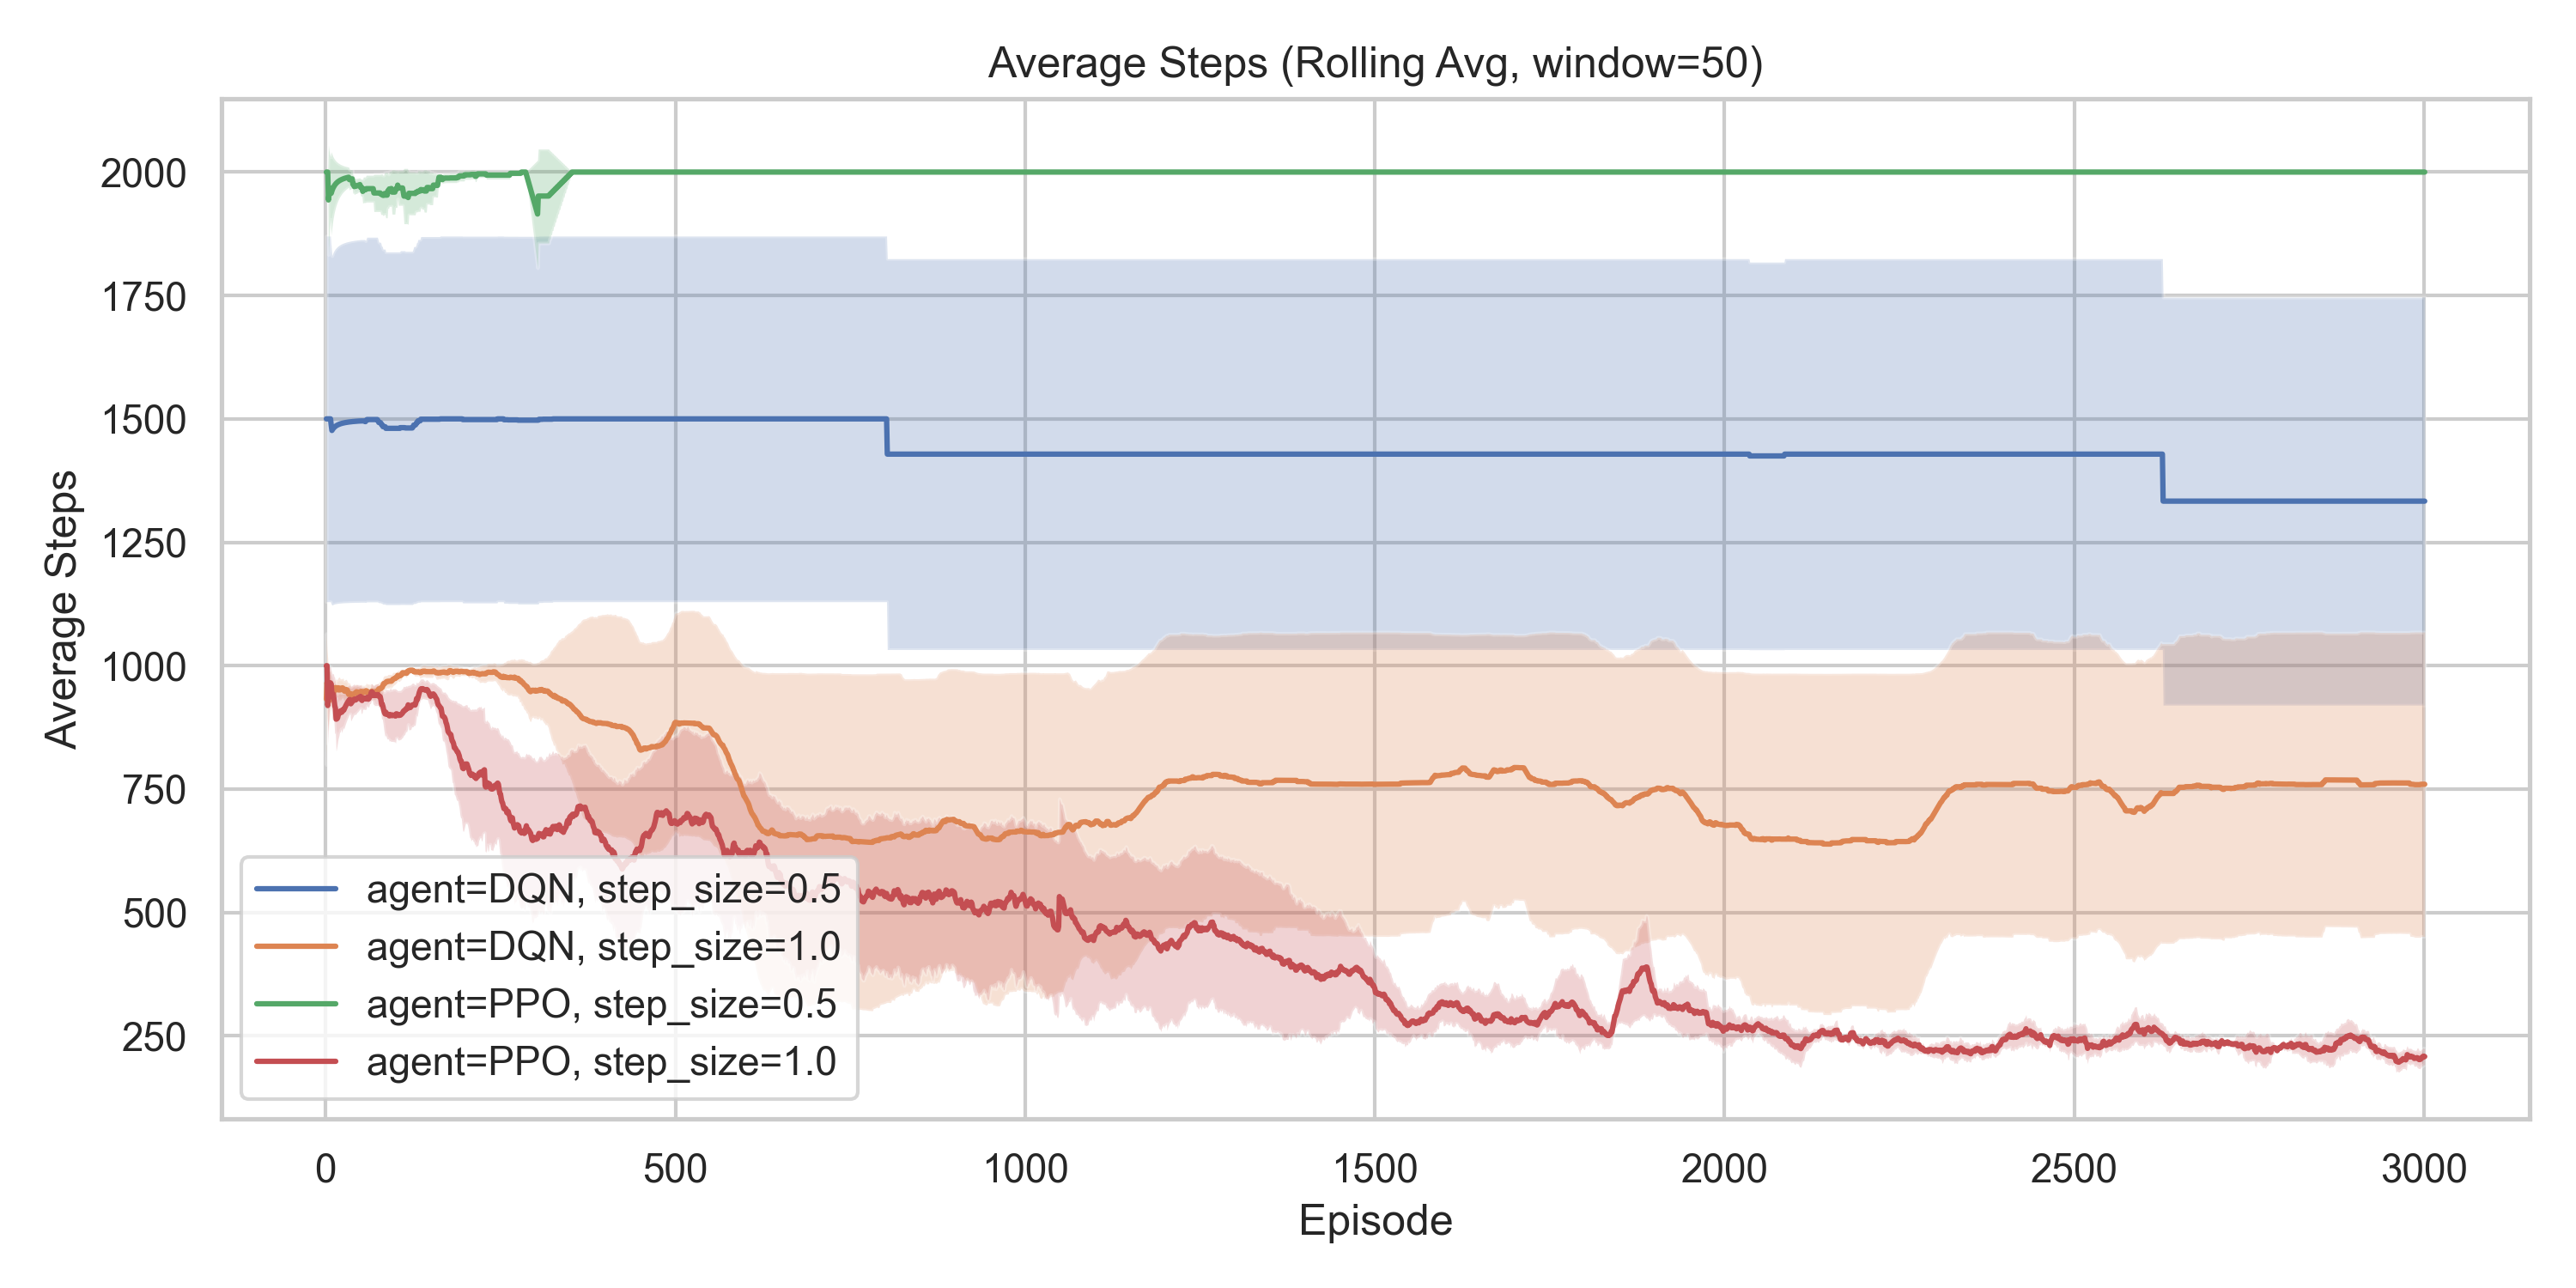 Average Steps (Rolling Avg, window=50)
2000
1750
1500
1250
1000
750
500
250
Average Steps
agent=DQN, step_size=0.5
agent=DQN, step_size=1.0
agent=PPO, step_size=0.5
agent=PPO, step_size=1.0
0 500 1000 1500 2000 2500 3000
Episode